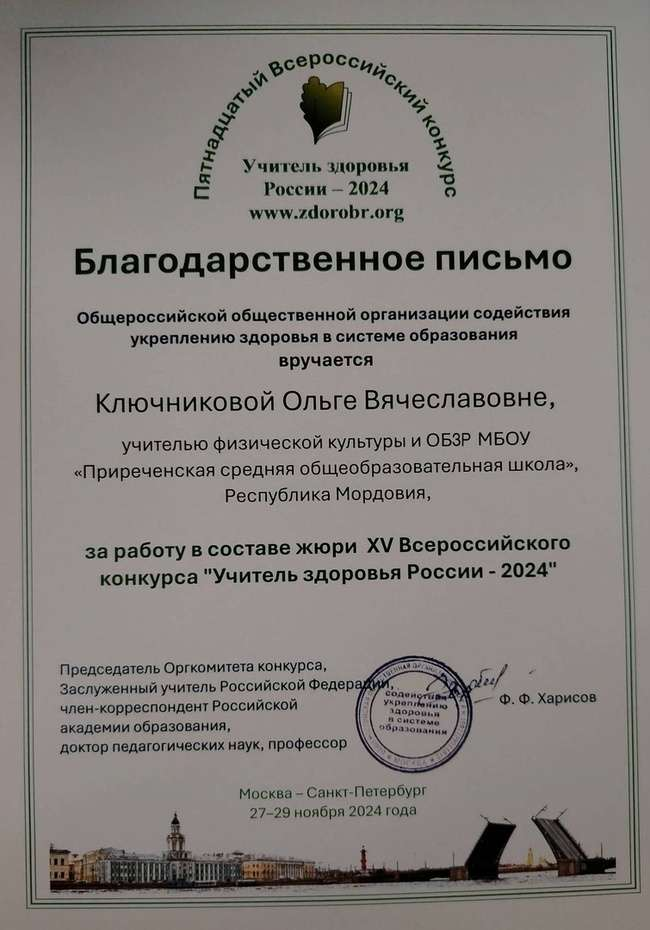 Пятнадцатый Всероссийский конкурс
Учитель здоровья
России – 2024
www.zdorobr.org
Благодарственное письмо
Общероссийской общественной организации содействия
укреплению здоровья в системе образования
вручается
Ключниковой Ольге Вячеславовне,
учителью физической культуры и ОБЗР МБОУ
«Приреченская средняя общеобразовательная школа»,
Республика Мордовия,
за работу в составе жюри XV Всероссийского
конкурса "Учитель здоровья России - 2024"
Председатель Оргкомитета конкурса,
Заслуженный учитель Российской Федерации,
член-корреспондент Российской
академии образования,
доктор педагогических наук, профессор
содействия
укреплению
здоровья
в системе
образования
МОСКВА
Ф. Ф. Харисов
Москва – Санкт-Петербург
27–29 ноября 2024 года